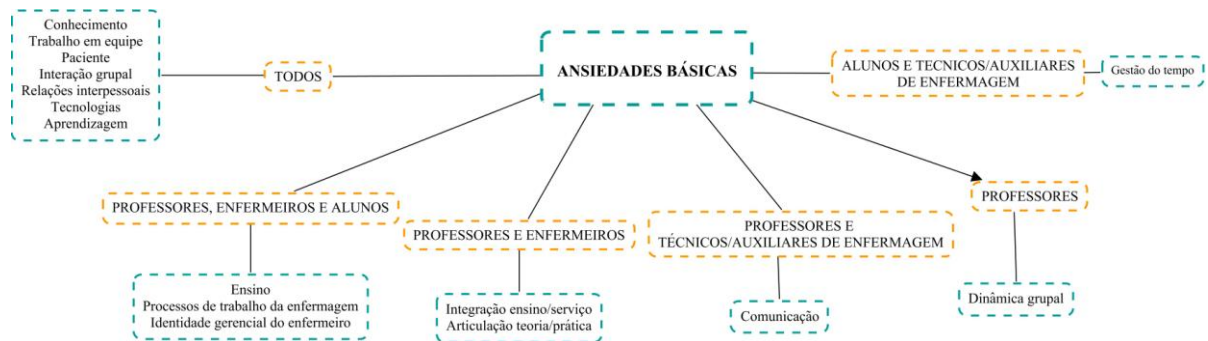 Conhecimento
Trabalho em equipe
Paciente
Interação grupal
Relações interpessoais
Tecnologias
Aprendizagem
TODOS
ANSIEDADES BÁSICAS
ALUNOS E TECNICOS/AUXILIARES
DE ENFERMAGEM
Gestão do tempo
PROFESSORES, ENFERMEIROS E ALUNOS
PROFESSORES E ENFERMEIROS
PROFESSORES E
TÉCNICOS/AUXILIARES DE ENFERMAGEM
PROFESSORES
Ensino
Processos de trabalho da enfermagem
Identidade gerencial do enfermeiro
Integração ensino/serviço
Articulação teoria/prática
Comunicação
Dinâmica grupal